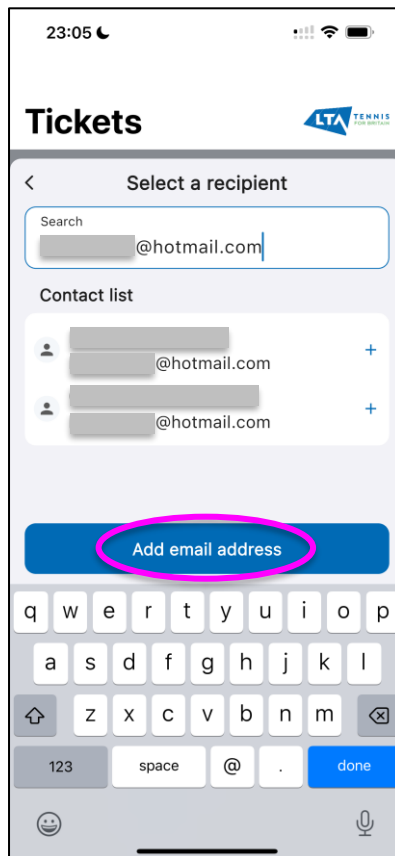 23:05
Tickets
LTA TENNIS
FOR BRITAIN
Select a recipient
Search
@hotmail.com
Contact list
@hotmail.com
+
@hotmail.com
+
Add email address
q w e r t y u i o p
a s d f g h j k l
z x c v b n m
123 space @ . done